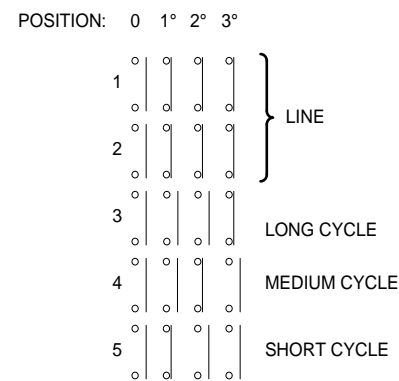 POSITION: 0 1° 2° 3°
1
LINE
2
3
LONG CYCLE
4 MEDIUM CYCLE
5 SHORT CYCLE